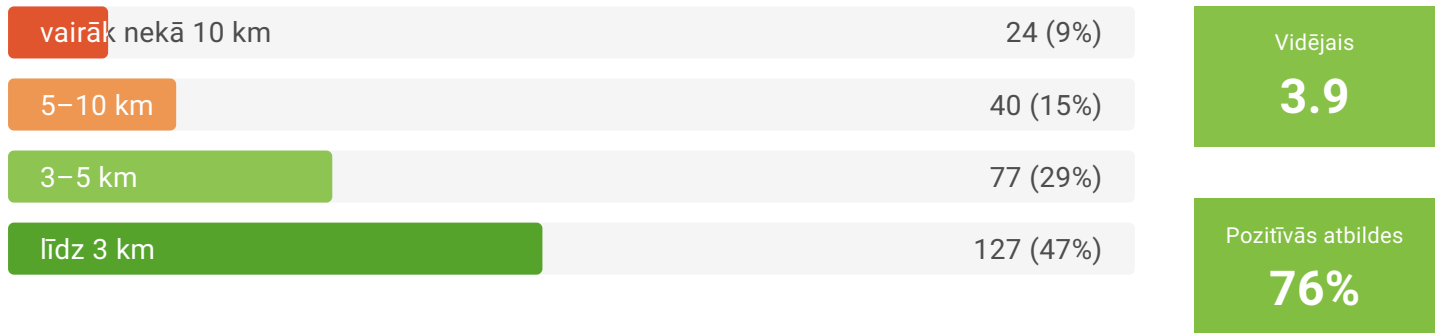 vairāk nekā 10 km 24 (9%)
5–10 km 40 (15%)
3–5 km 77 (29%)
līdz 3 km 127 (47%)
Vidējais
3.9
Pozitīvās atbildes
76%